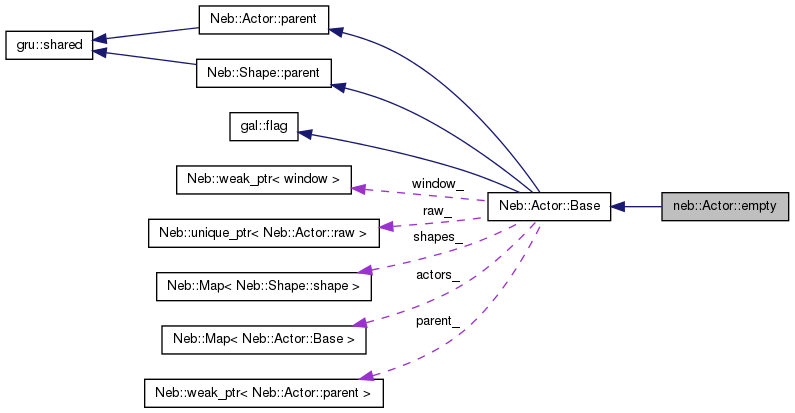 Neb::Actor::parent
gru::shared
Neb::Shape::parent
gal::flag
Neb::weak_ptr< window >
window_
Neb::Actor::Base
neb::Actor::empty
raw_
Neb::unique_ptr< Neb::Actor::raw >
shapes_
Neb::Map< Neb::Shape::shape >
actors_
Neb::Map< Neb::Actor::Base >
parent_
Neb::weak_ptr< Neb::Actor::parent >